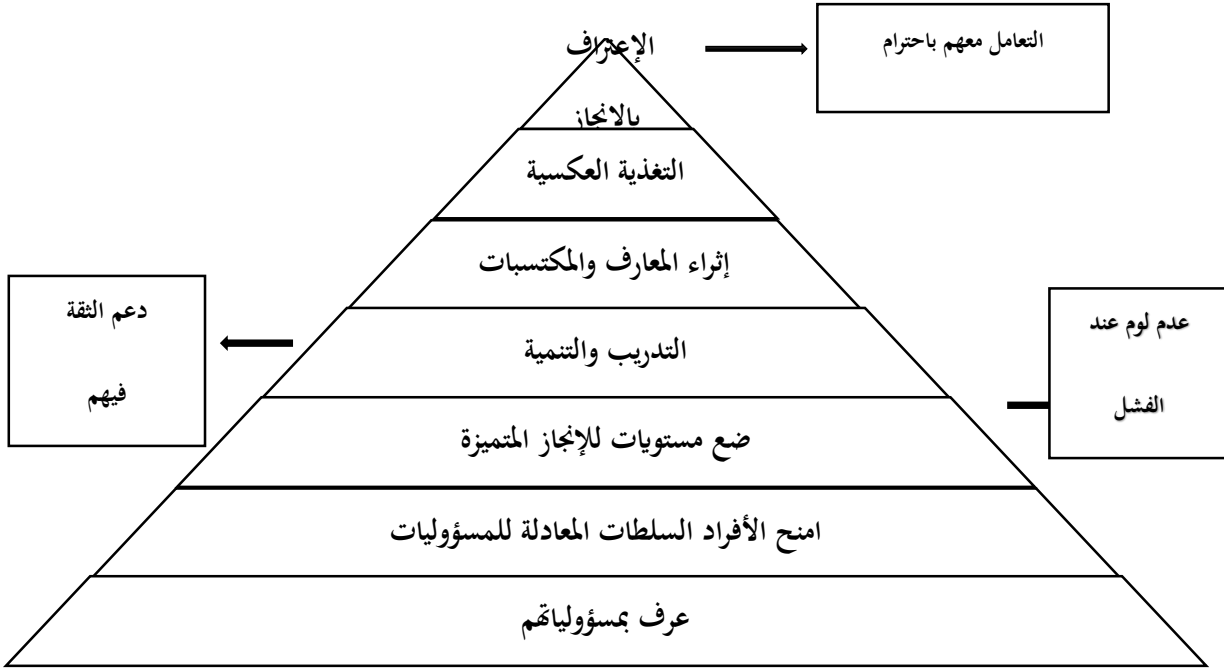 الإعتراف
التعامل معهم باحترام
بالانجاز
التغذية العكسية
إثراء المعارف والمكتسبات
دعم الثقة
فيهم
عدم لوم عند
الفشل
التدريب والتنمية
ضع مستويات للإنجاز المتميزة
امنح الأفراد السلطات المعادلة للمسؤوليات
عرف بمسؤولياتهم